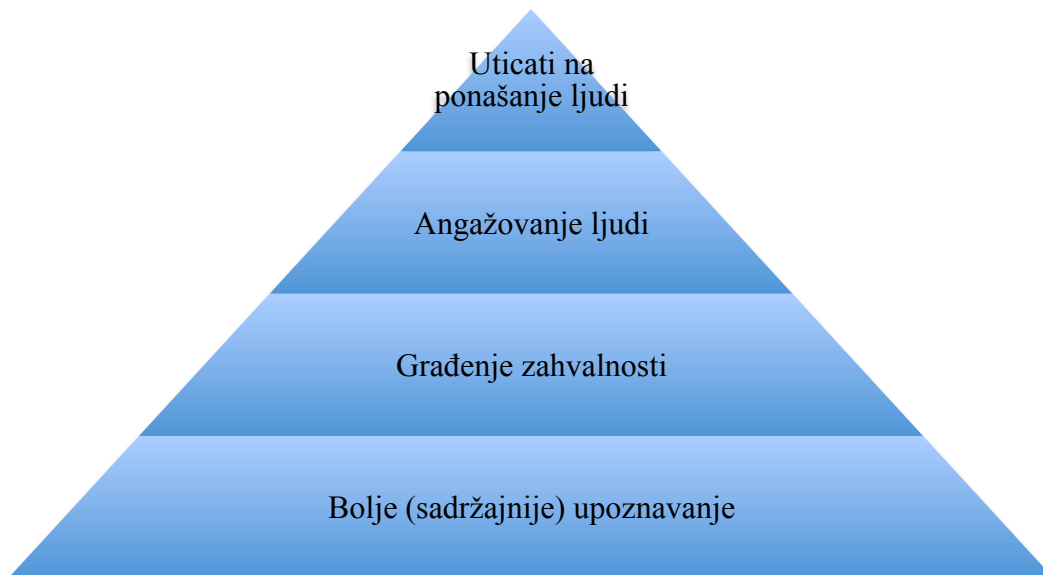 Uticati na
ponašanje ljudi
Angažovanje ljudi
Građenje zahvalnosti
Bolje (sadržajnije) upoznavanje